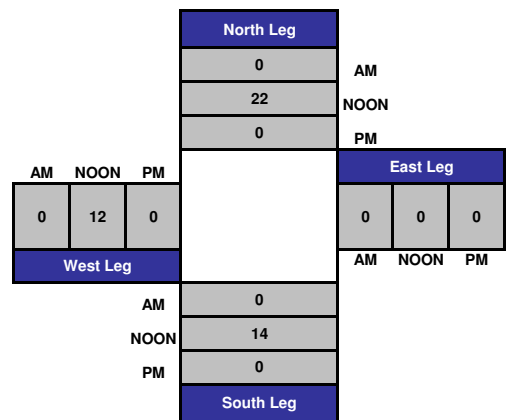 North Leg
0
AM
22
NOON
0
PM
AM NOON PM
East Leg
0 12 0
0 0 0
West Leg
AM NOON PM
AM
0
NOON
14
PM
0
South Leg